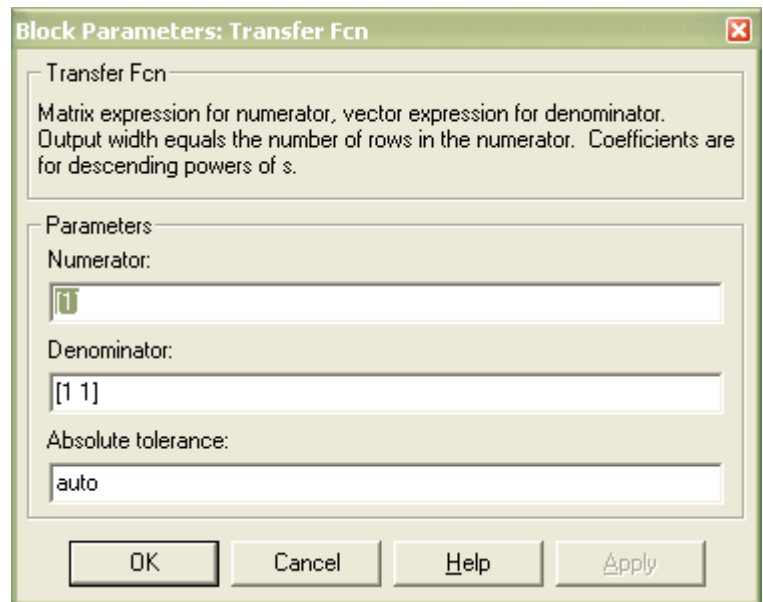 Block Parameters: Transfer Fcn
Transfer Fcn
Matrix expression for numerator, vector expression for denominator.
Output width equals the number of rows in the numerator.  Coefficients are
for descending powers of s.
Parameters
Numerator:
[1]
Denominator:
[1 1]
Absolute tolerance:
auto
OK Cancel Help Apply